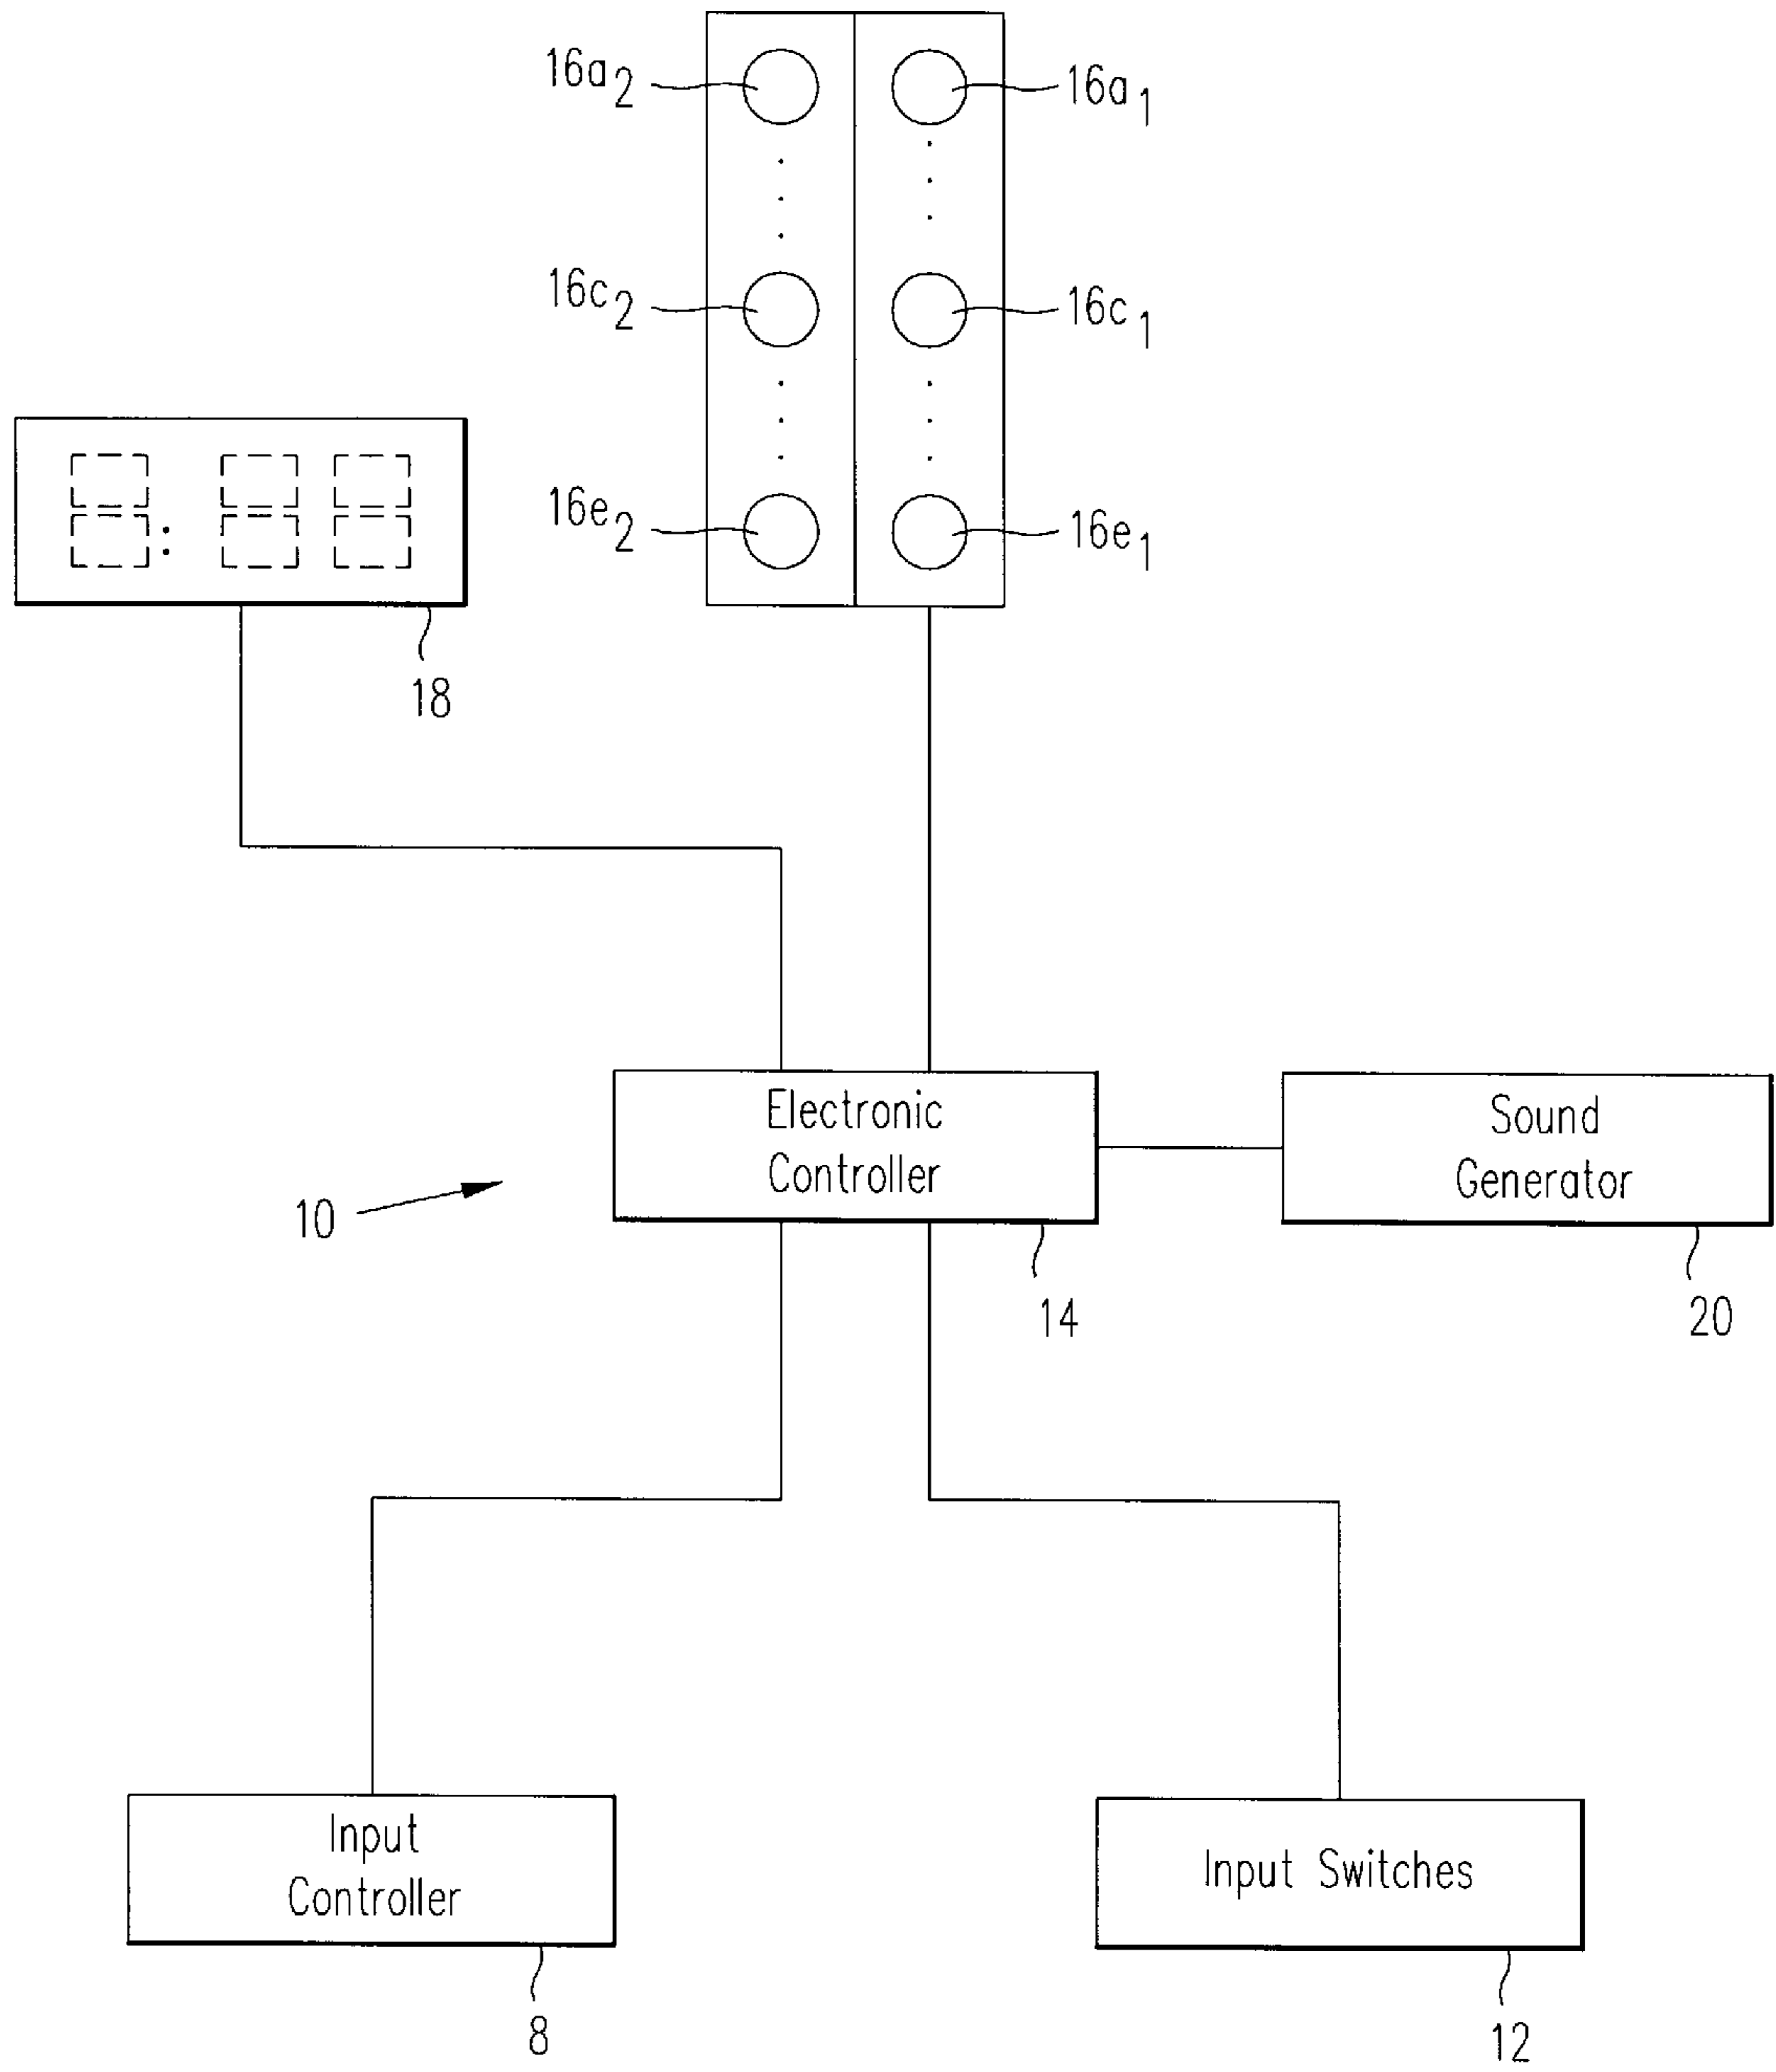 16a2
16a1
16c2
16c1
16e2
16e1
18
Electronic
Controller
Sound
Generator
10
14
20
Input
Controller
Input Switches
8
12